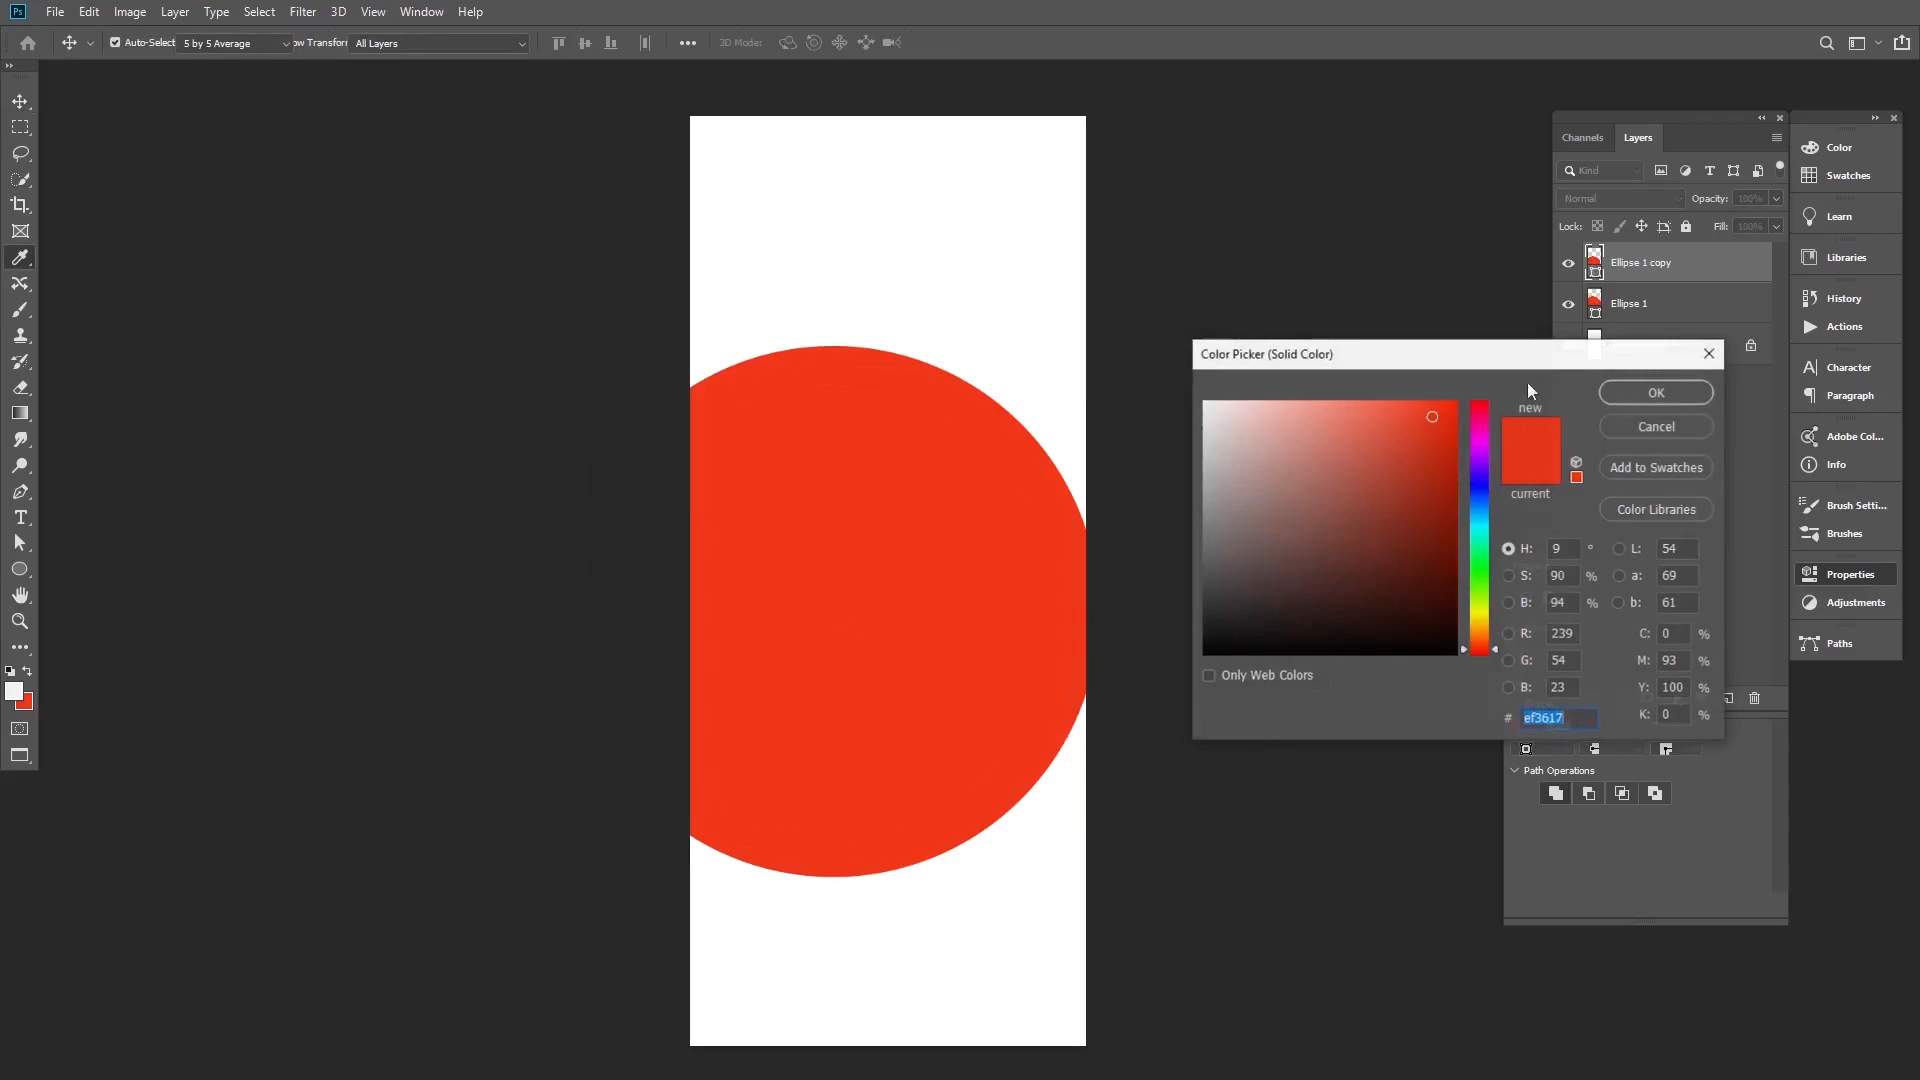 Ps File Edit Image Layer Type Select Filter 3D View Window Help
Auto-Select 5 by 5 Average ow Transform All Layers 3D Mode:
Channels Layers
Kind
Normal Opacity: 100%
Lock: Fill: 100%
Ellipse 1 copy
Ellipse 1
Color
Swatches
Learn
Libraries
History
Actions
Character
Paragraph
Adobe Col...
Info
Brush Setti...
Brushes
Properties
Adjustments
Paths
Color Picker (Solid Color)
new
current
OK
Cancel
Add to Swatches
Color Libraries
H: 9 ° L: 54
S: 90 % a: 69
B: 94 % b: 61
R: 239 C: 0 %
G: 54 M: 93 %
B: 23 Y: 100 %
# ef3617 K: 0 %
Only Web Colors
Path Operations